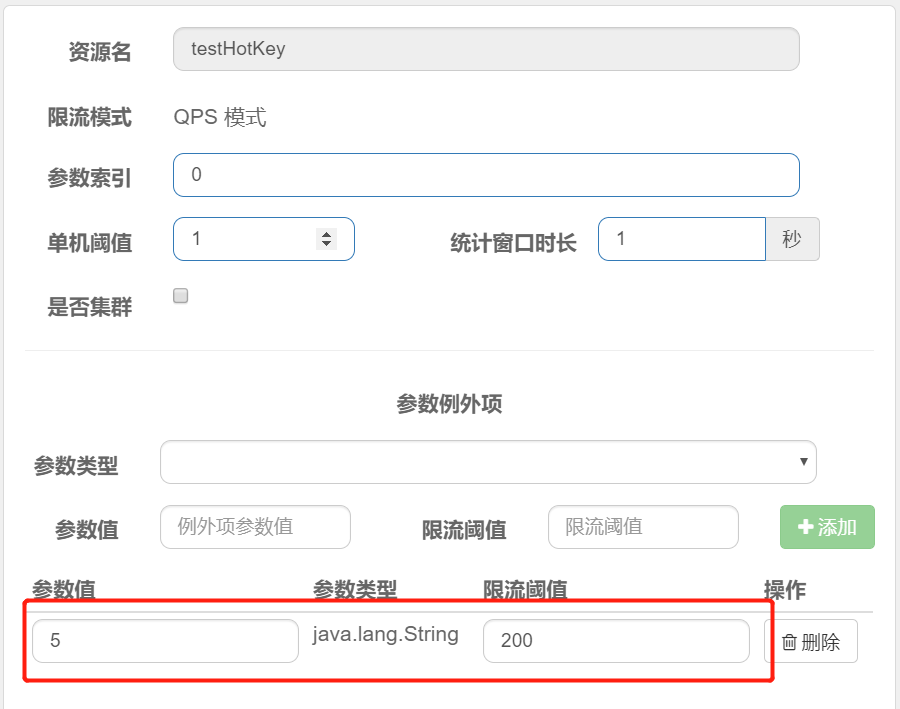 资源名 testHotKey
限流模式 QPS 模式
参数索引 0
单机阈值 1 统计窗口时长 1 秒
是否集群
参数例外项
参数类型
参数值 例外项参数值 限流阈值 限流阈值 添加
参数值 参数类型 限流阈值 操作
5 java.lang.String 200 删除